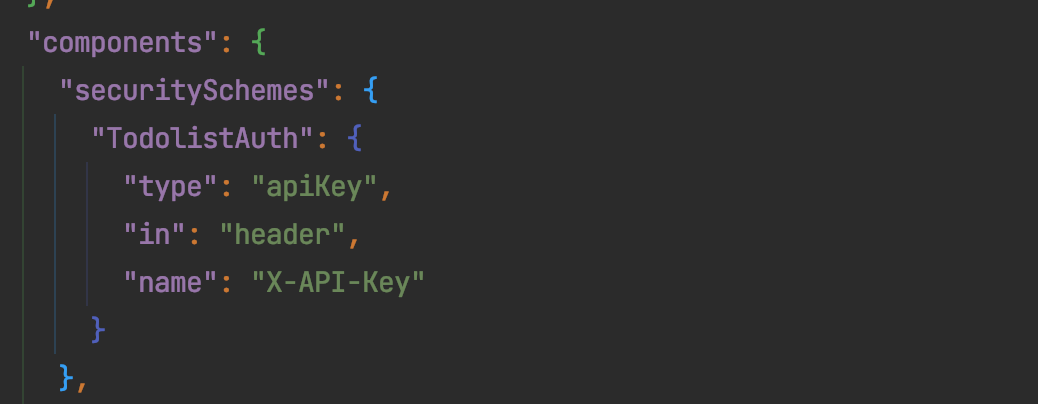 },
"components": {
"securitySchemes": {
"TodolistAuth": {
"type": "apiKey",
"in": "header",
"name": "X-API-Key"
}
},